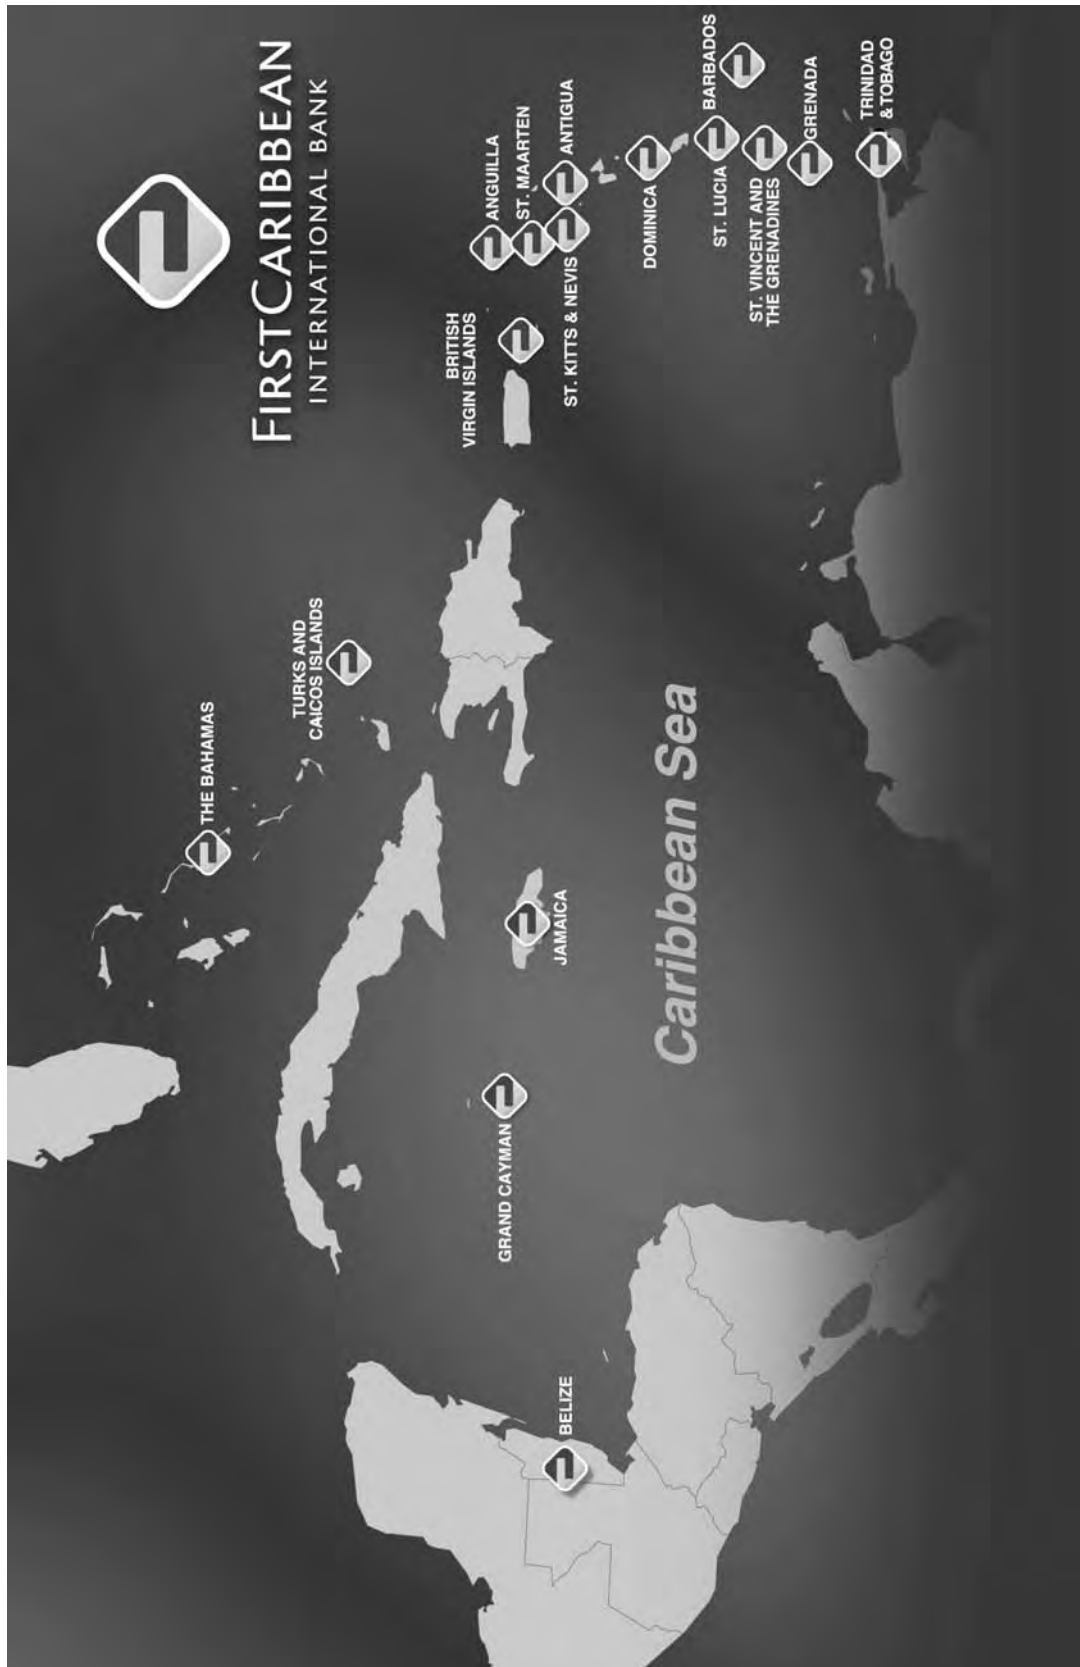 FIRSTCARIBBEAN
INTERNATIONAL BANK
THE BAHAMAS
TURKS AND
CAICOS ISLANDS
BRITISH
VIRGIN ISLANDS
ANGUILLA
ST. MAARTEN
ST. KITTS & NEVIS
ANTIGUA
GRAND CAYMAN
JAMAICA
BELIZE
DOMINICA
Caribbean Sea
ST. LUCIA
BARBADOS
ST. VINCENT AND
THE GRENADINES
GRENADA
TRINIDAD
& TOBAGO